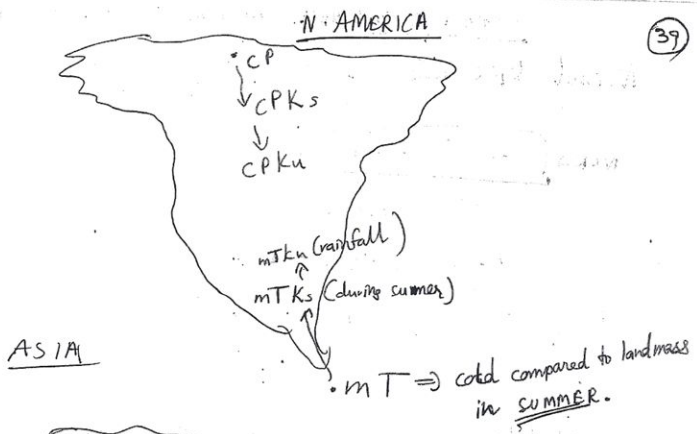 N. AMERICA
39
cP
cPKs
cPKu
mTKu (rainfall)
mTKs (during summer)
ASIA
mT ⇒ cold compared to landmass
in SUMMER.